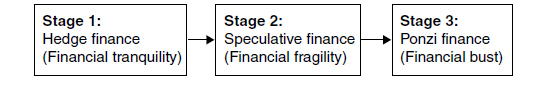 Stage 1:
Hedge finance
(Financial tranquility)
Stage 2:
Speculative finance
(Financial fragility)
Stage 3:
Ponzi finance
(Financial bust)